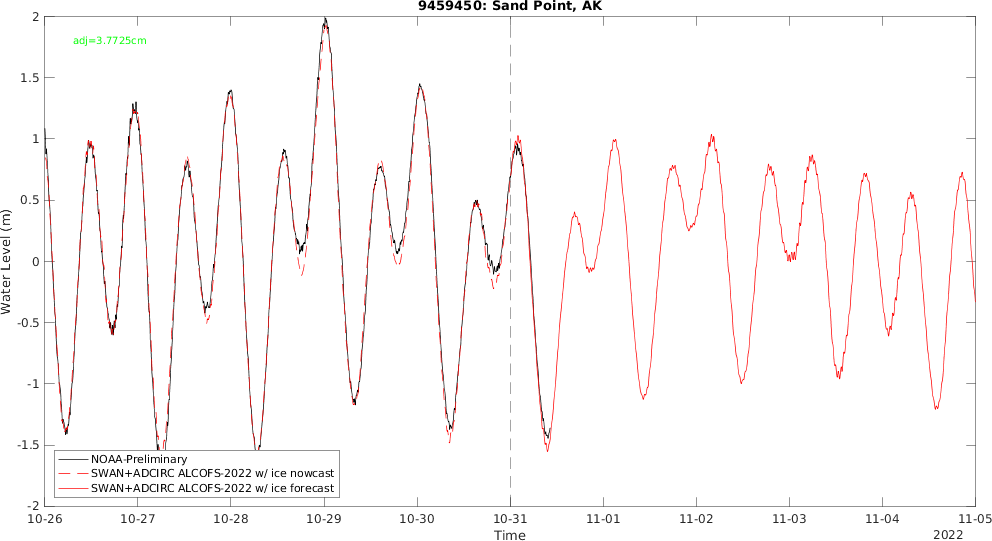 9459450: Sand Point, AK
adj=3.7725cm
Water Level (m)
2
1.5
1
0.5
0
-0.5
-1
-1.5
-2
NOAA-Preliminary
SWAN+ADCIRC ALCOFS-2022 w/ ice nowcast
SWAN+ADCIRC ALCOFS-2022 w/ ice forecast
10-26 10-27 10-28 10-29 10-30 10-31 11-01 11-02 11-03 11-04 11-05
Time
2022